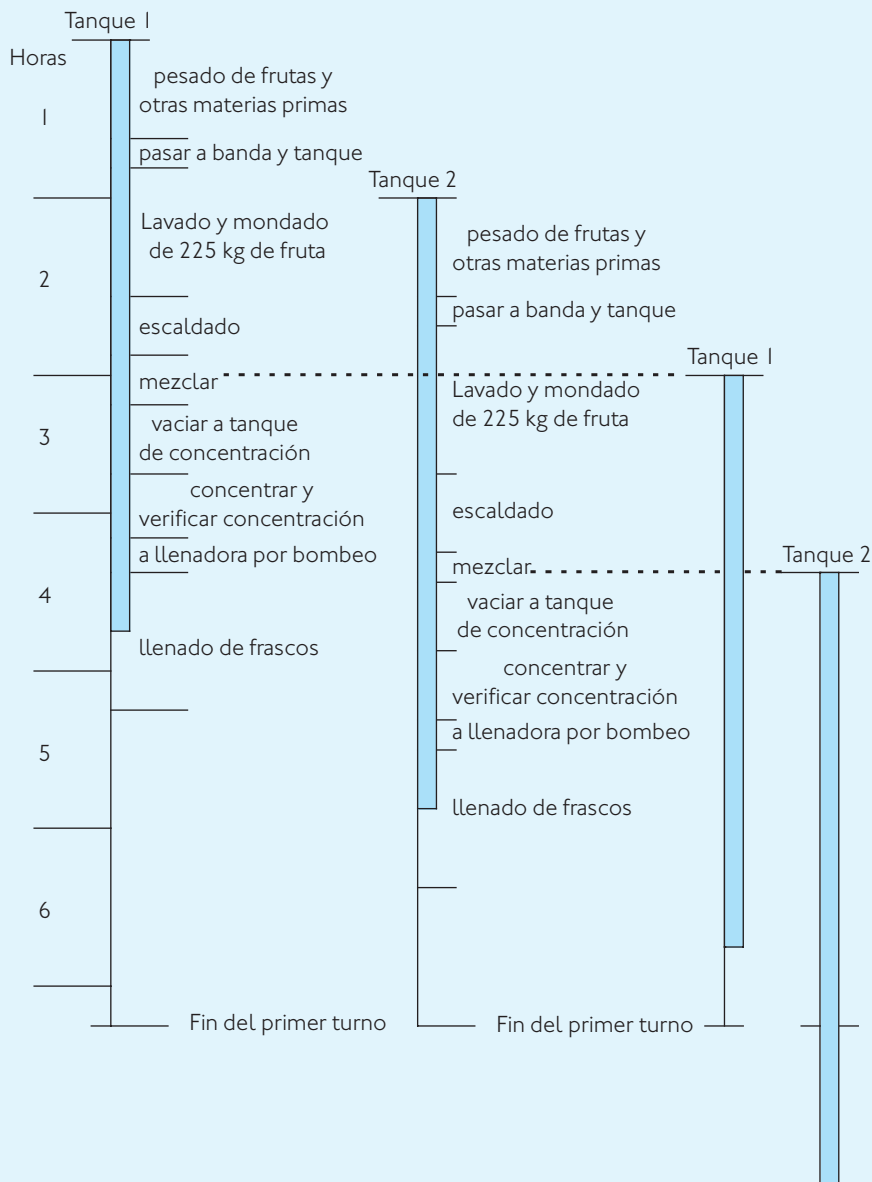 Tanque 1
Horas
1
2
3
4
5
6
pesado de frutas y
otras materias primas
pasar a banda y tanque
Lavado y mondado
de 225 kg de fruta
escaldado
mezclar
vaciar a tanque
de concentración
concentrar y
verificar concentración
a llenadora por bombeo
llenado de frascos
Fin del primer turno
Tanque 2
pesado de frutas y
otras materias primas
pasar a banda y tanque
Lavado y mondado
de 225 kg de fruta
escaldado
mezclar
vaciar a tanque
de concentración
concentrar y
verificar concentración
a llenadora por bombeo
llenado de frascos
Fin del primer turno
Tanque 1
Tanque 2